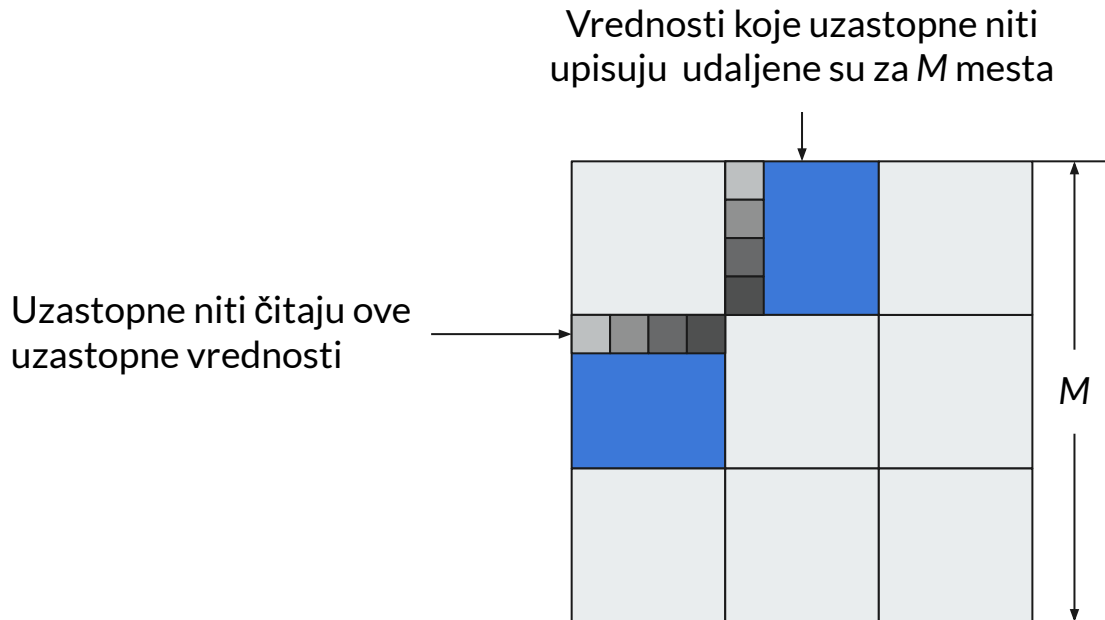 Vrednosti koje uzastopne niti
upisuju udaljene su za M mesta
Uzastopne niti čitaju ove
uzastopne vrednosti
M